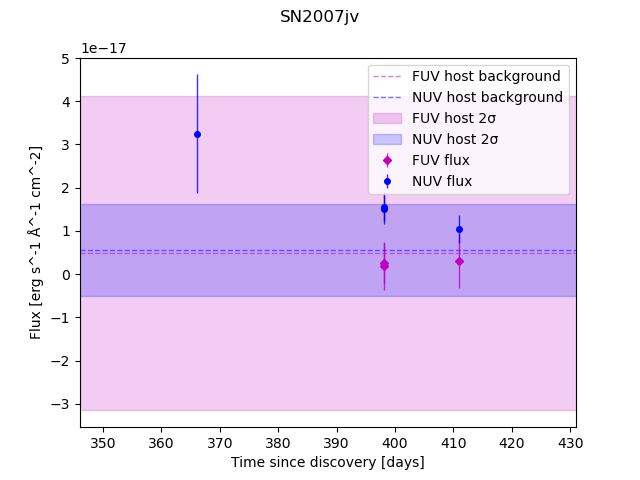 SN2007jv
1e−17
5
4
3
2
1
0
−1
−2
−3
Flux [erg s^-1 Å^-1 cm^-2]
FUV host background
NUV host background
FUV host 2σ
NUV host 2σ
FUV flux
NUV flux
350 360 370 380 390 400 410 420 430
Time since discovery [days]